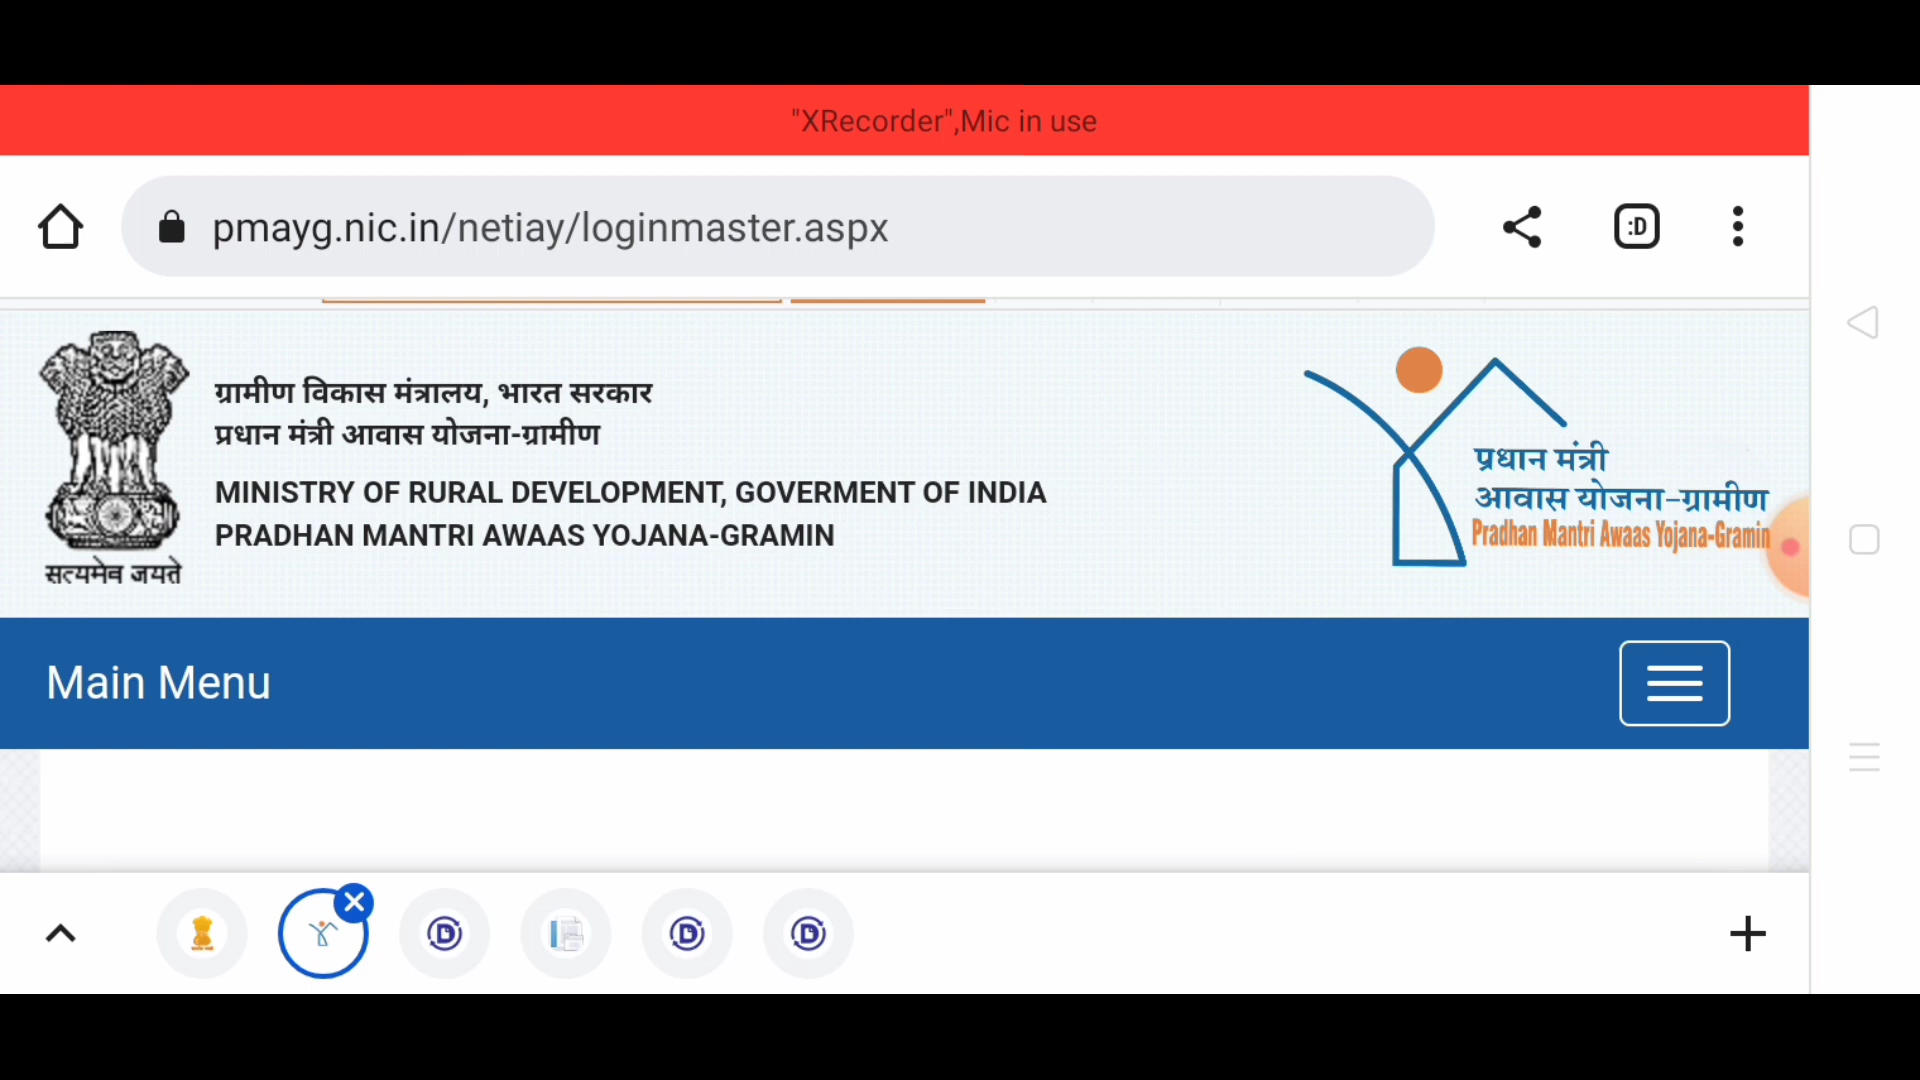 "XRecorder",Mic in use
pmayg.nic.in/netiay/loginmaster.aspx
:D
ग्रामीण विकास मंत्रालय, भारत सरकार
प्रधान मंत्री आवास योजना-ग्रामीण
MINISTRY OF RURAL DEVELOPMENT, GOVERMENT OF INDIA
PRADHAN MANTRI AWAAS YOJANA-GRAMIN
सत्यमेव जयते
प्रधान मंत्री
आवास योजना-ग्रामीण
Pradhan Mantri Awaas Yojana-Gramin
Main Menu